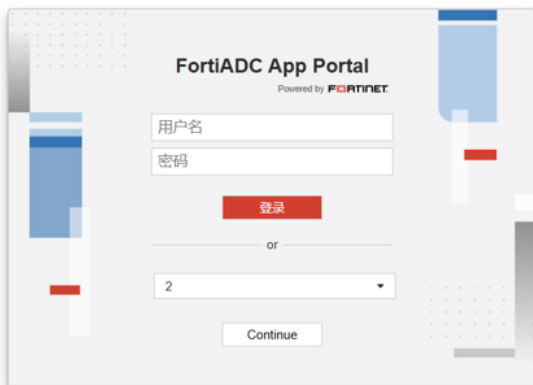 FortiADC App Portal
Powered by FORTINET
用户名
密码
登录
or
2
Continue